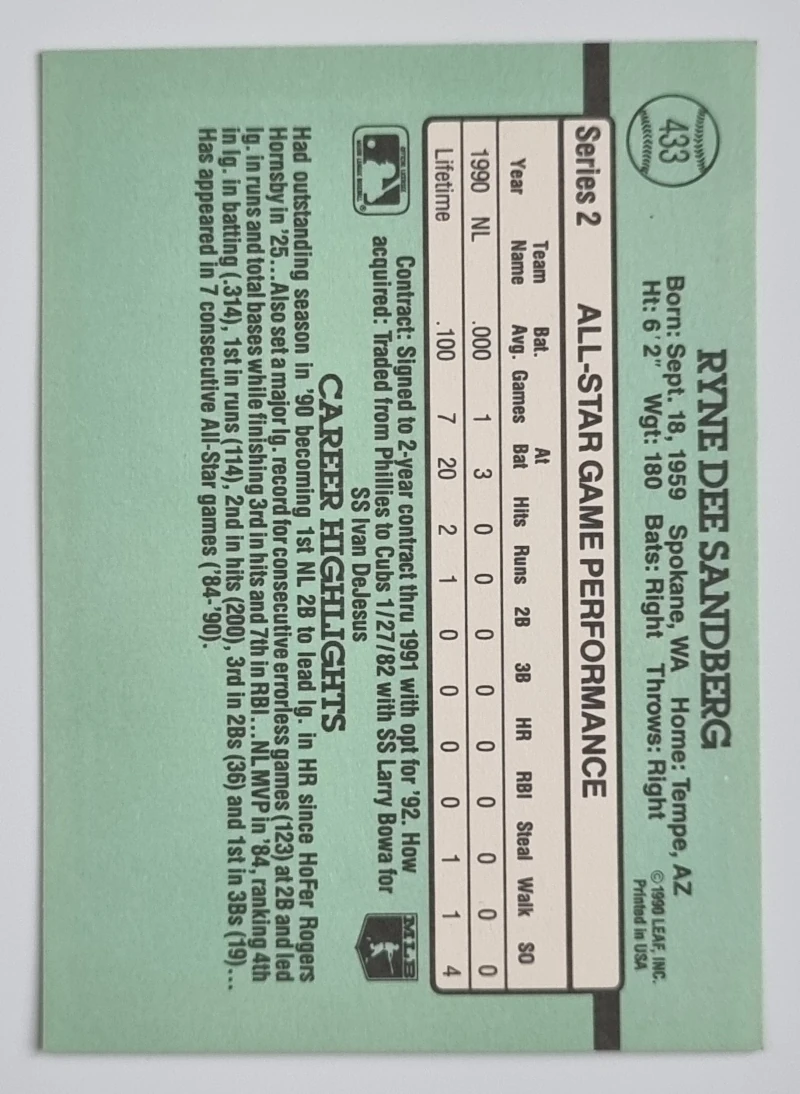 433
RYNE DEE SANDBERG
Born: Sept. 18, 1959 Spokane, WA Home: Tempe, AZ
Ht: 6'2" Wgt: 180 Bats: Right Throws: Right
©1990 LEAF, INC.
Printed in USA
Series 2 ALL-STAR GAME PERFORMANCE
Year Team Name Bat. Avg. Games At Bat Hits Runs 2B 3B HR RBI Steal Walk SO
1990 NL .000 1 3 0 0 0 0 0 0 0 0 0
Lifetime .100 7 20 2 1 0 0 0 0 1 1 4
Contract: Signed to 2-year contract thru 1991 with opt for '92. How
acquired: Traded from Phillies to Cubs 1/27/82 with SS Larry Bowa for
SS Ivan DeJesus
MLB
CAREER HIGHLIGHTS
Had outstanding season in '90 becoming 1st NL 2B to lead lg. in HR since HoFer Rogers
Hornsby in '25...Also set a major lg. record for consecutive errorless games (123) at 2B and led
lg. in runs and total bases while finishing 3rd in hits and 7th in RBI...NL MVP in '84, ranking 4th
in lg. in batting (.314), 1st in runs (114), 2nd in hits (200), 3rd in 2Bs (36) and 1st in 3Bs (19)...
Has appeared in 7 consecutive All-Star games ('84-'90).